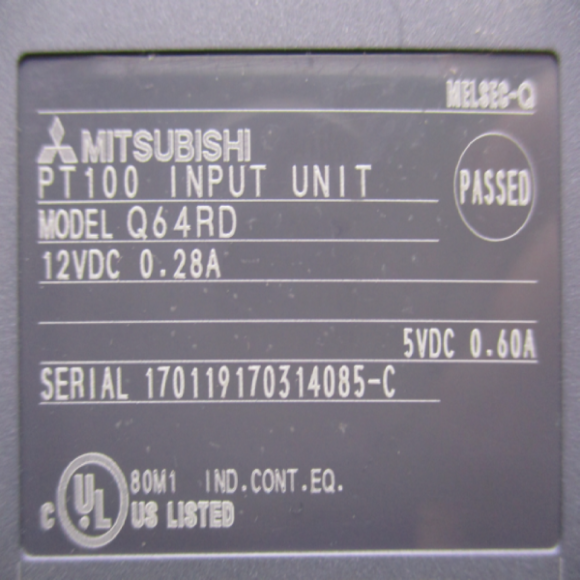 MELSEC-Q
MITSUBISHI
PT100 INPUT UNIT
PASSED
MODEL Q64RD
12VDC 0.28A
5VDC 0.60A
SERIAL 170119170314085-C
C UL US LISTED
80M1 IND.CONT.EQ.